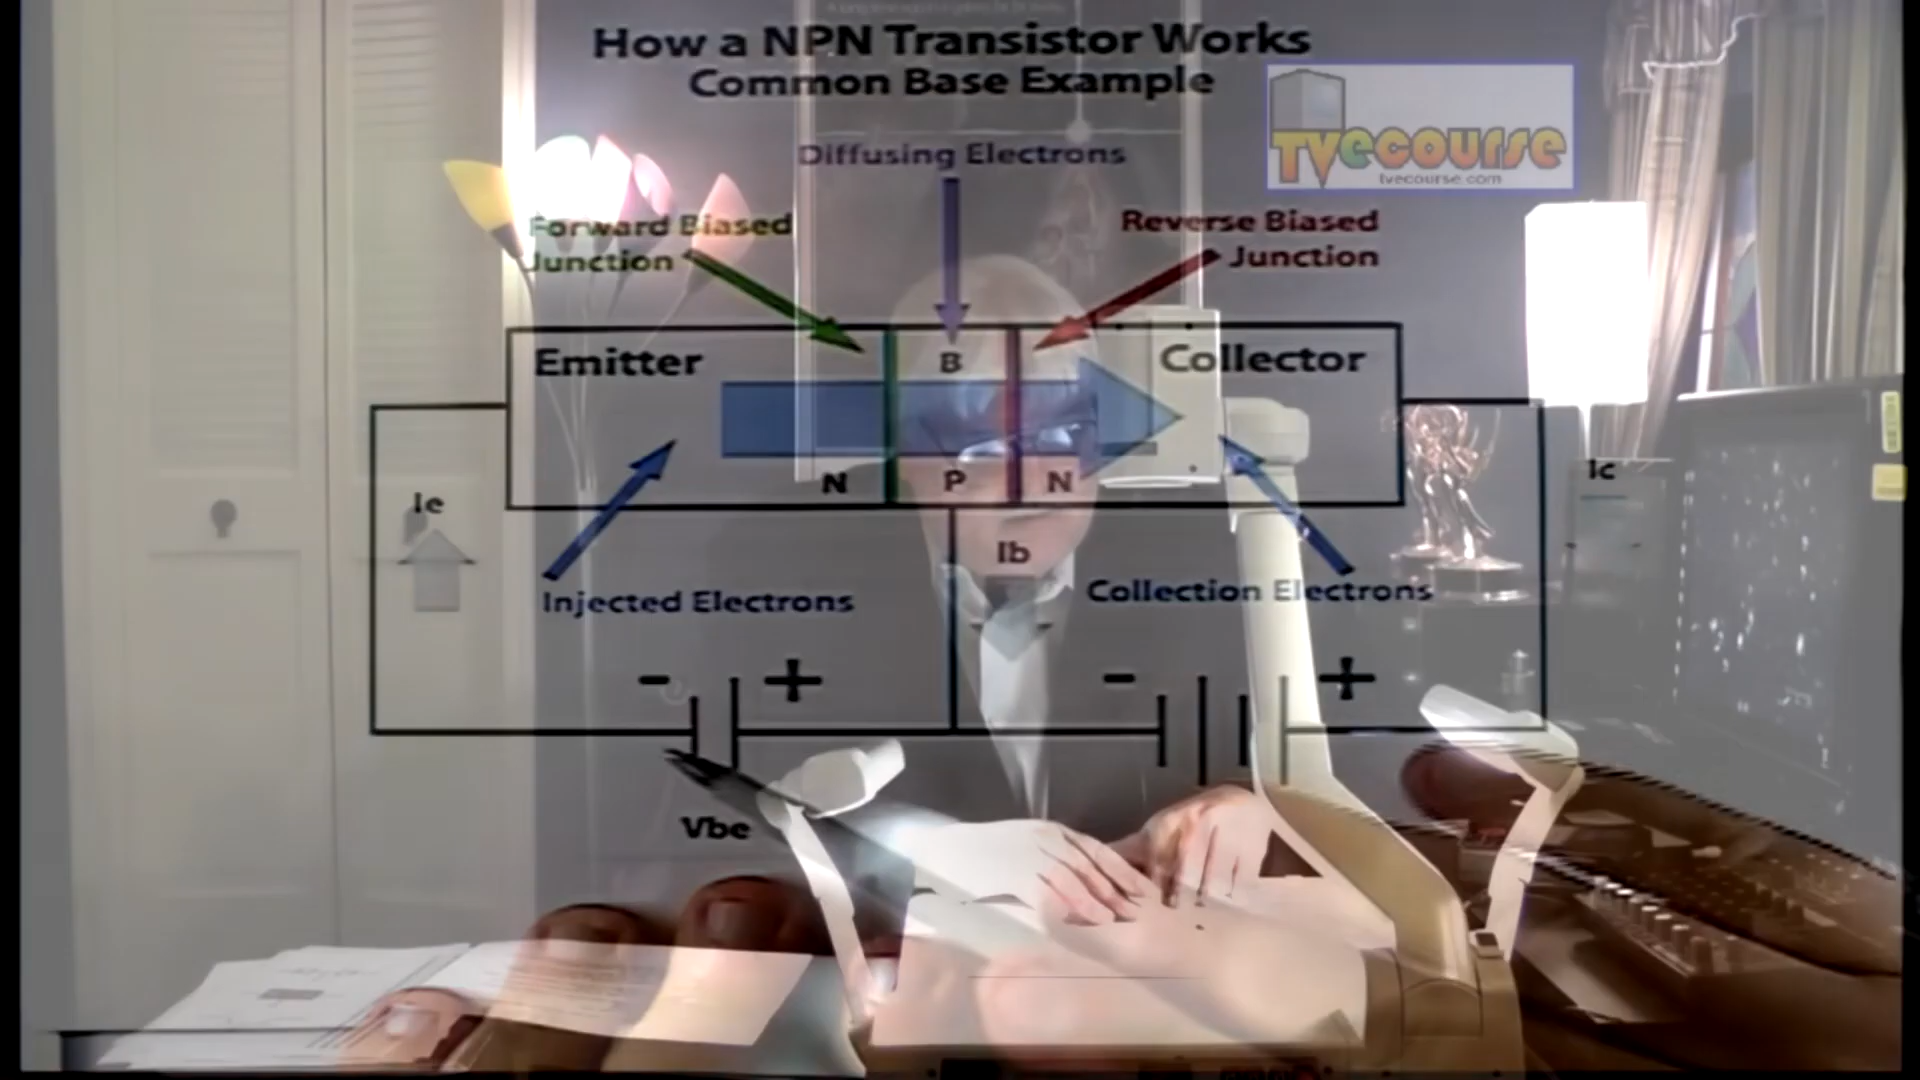 How a NPN Transistor Works
Common Base Example
TVecourse
tvecourse.com
Diffusing Electrons
Forward Biased
Junction
Reverse Biased
Junction
Emitter
B
Collector
N
P
N
Ie
Ic
Ib
Injected Electrons
Collection Electrons
- +
- +
Vbe